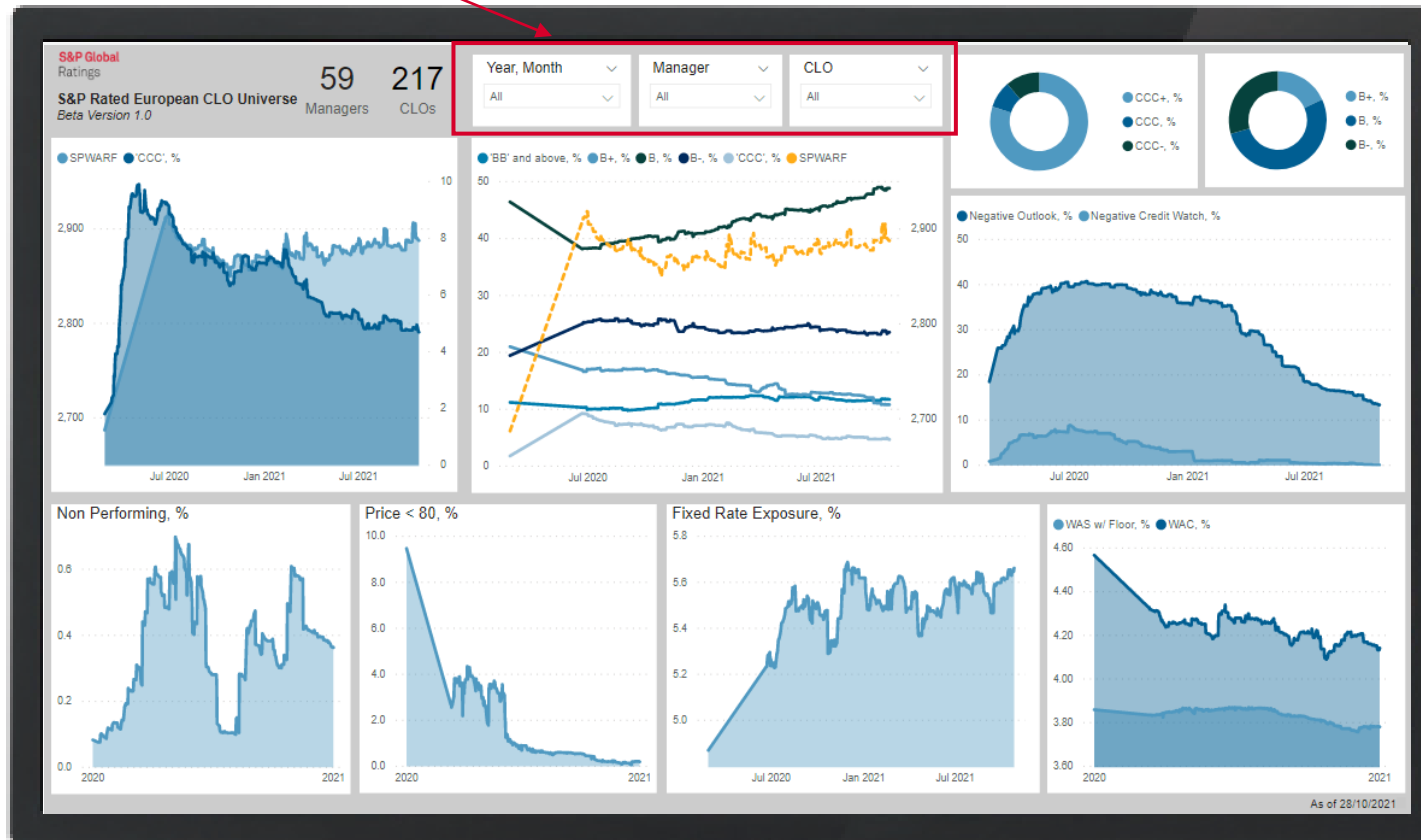 S&P Global
Ratings
S&P Rated European CLO Universe
Beta Version 1.0
59
Managers
217
CLOs
Year, Month
All
Manager
All
CLO
All
CCC+, %
CCC, %
CCC-, %
B+, %
B, %
B-, %
SPWARF 'CCC', %
2,900
2,800
2,700
10
8
6
4
2
0
Jul 2020 Jan 2021 Jul 2021
'BB' and above, % B+, % B, % B-, % 'CCC', % SPWARF
50
40
30
20
10
0
2,900
2,800
2,700
Jul 2020 Jan 2021 Jul 2021
Negative Outlook, % Negative Credit Watch, %
50
40
30
20
10
0
Jul 2020 Jan 2021 Jul 2021
Non Performing, %
0.6
0.4
0.2
0.0
2020 2021
Price < 80, %
10.0
8.0
6.0
4.0
2.0
0.0
2020 2021
Fixed Rate Exposure, %
5.8
5.6
5.4
5.2
5.0
Jul 2020 Jan 2021 Jul 2021
WAS w/ Floor, % WAC, %
4.60
4.40
4.20
4.00
3.80
3.60
2020 2021
As of 28/10/2021